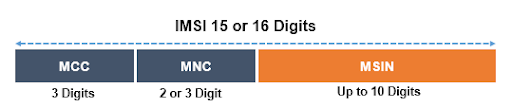 IMSI 15 or 16 Digits
MCC MNC MSIN
3 Digits 2 or 3 Digit Up to 10 Digits